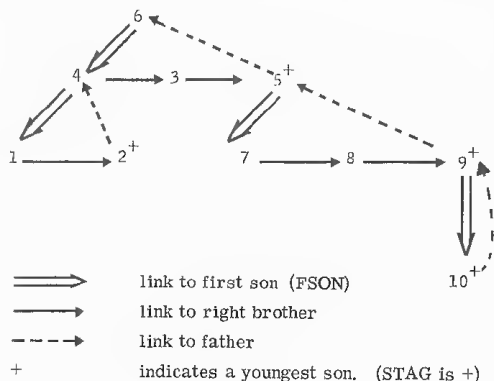 6
4 3 5+
1 2+ 7 8 9+
10+
link to first son (FSON)
link to right brother
link to father
+ indicates a youngest son. (STAG is +)